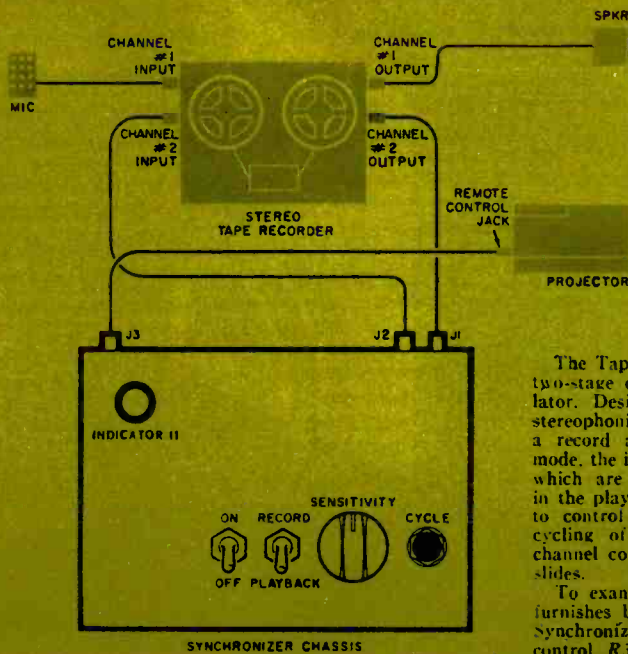 SPKR
CHANNEL
#1
INPUT
CHANNEL
#1
OUTPUT
MIC
CHANNEL
#2
INPUT
CHANNEL
#2
OUTPUT
STEREO
TAPE RECORDER
REMOTE
CONTROL
JACK
PROJECTOR
J3
J2
J1
INDICATOR I1
ON
RECORD
SENSITIVITY
CYCLE
OFF
PLAYBACK
SYNCHRONIZER CHASSIS
The Tap
two-stage
lator. Desi
stereophoni
a record a
mode, the i
which are
in the play
to control
cycling of
channel co
slides.
To exan
furnishes b
Synchroniz
control, R3